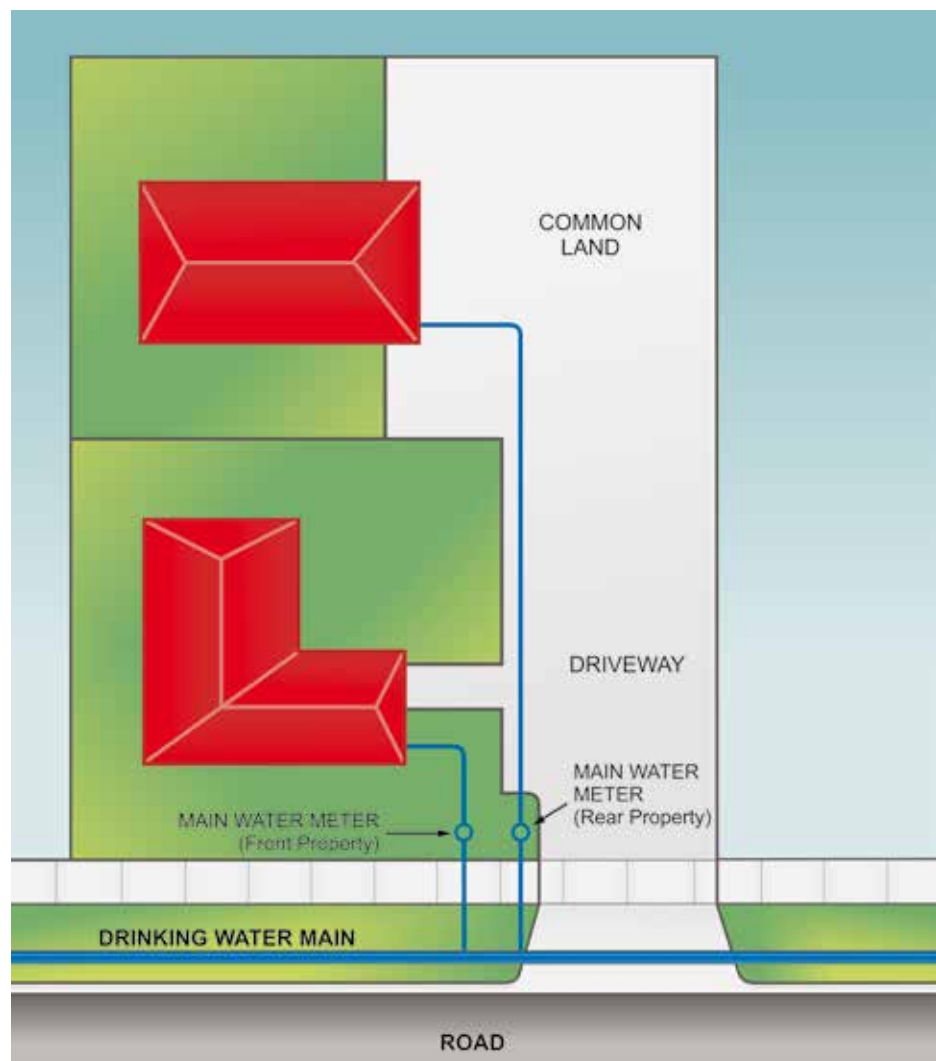 COMMON
LAND
DRIVEWAY
MAIN WATER
METER
(Rear Property)
MAIN WATER METER
(Front Property)
DRINKING WATER MAIN
ROAD